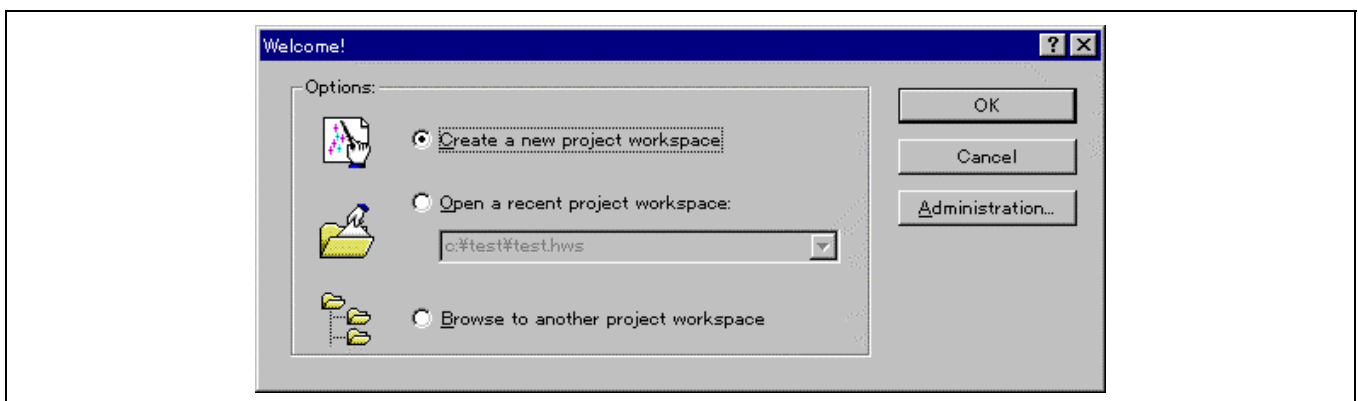 Welcome!
Options:
Create a new project workspace
Open a recent project workspace:
c:¥test¥test.hws
Browse to another project workspace
OK
Cancel
Administration...